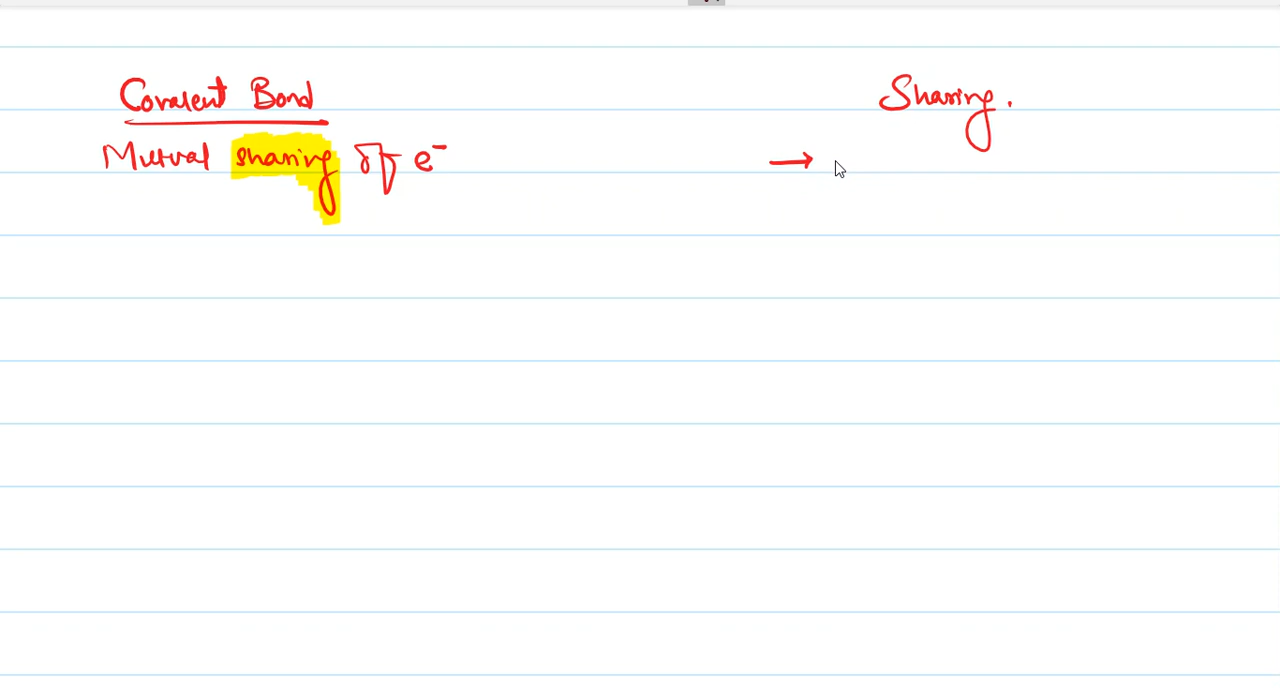 Covalent Bond
Mutual sharing of e⁻
Sharing.
→